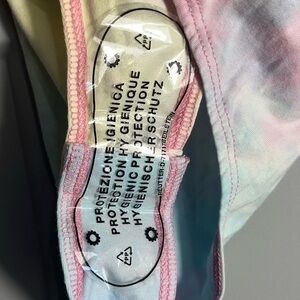 PROTEZIONE IGIENICA
PROTECTION HYGIENIQUE
HYGIENIC PROTECTION
HYGIENISCHER SCHUTZ